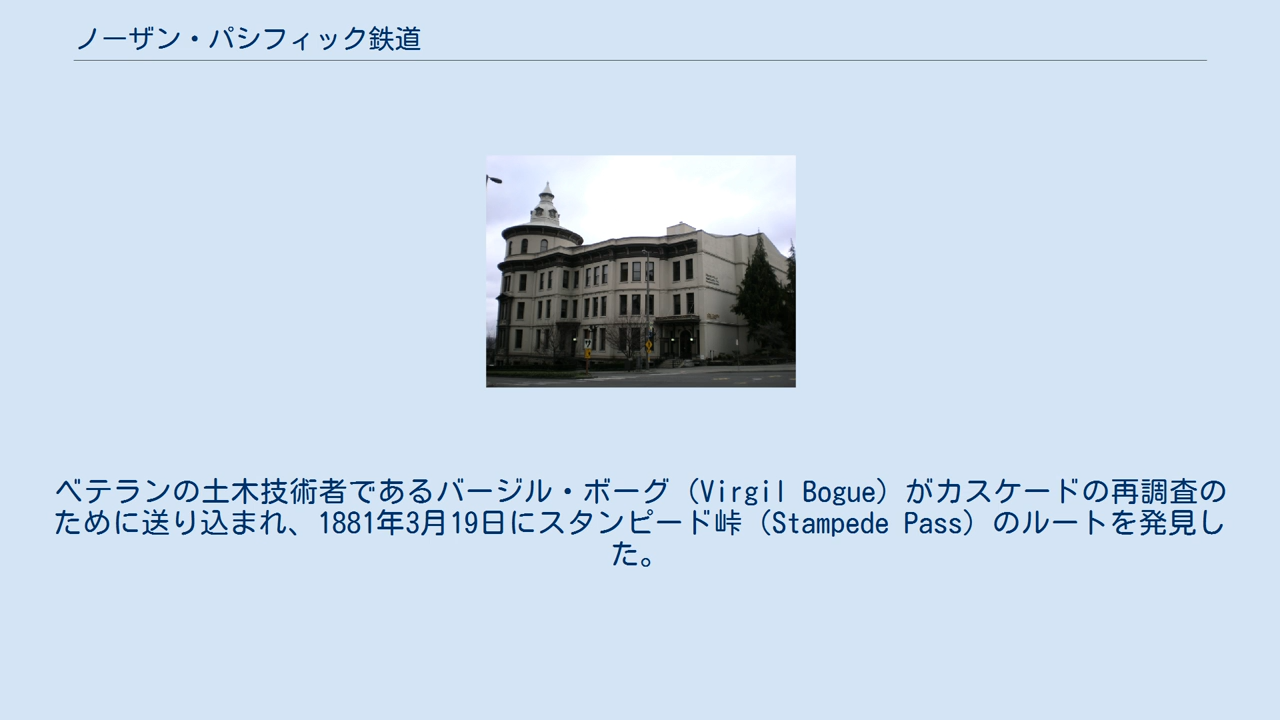 ノーザン・パシフィック鉄道
ベテランの土木技術者であるバージル・ボーグ（Virgil Bogue）がカスケードの再調査の
ために送り込まれ、1881年3月19日にスタンピード峠（Stampede Pass）のルートを発見し
た。